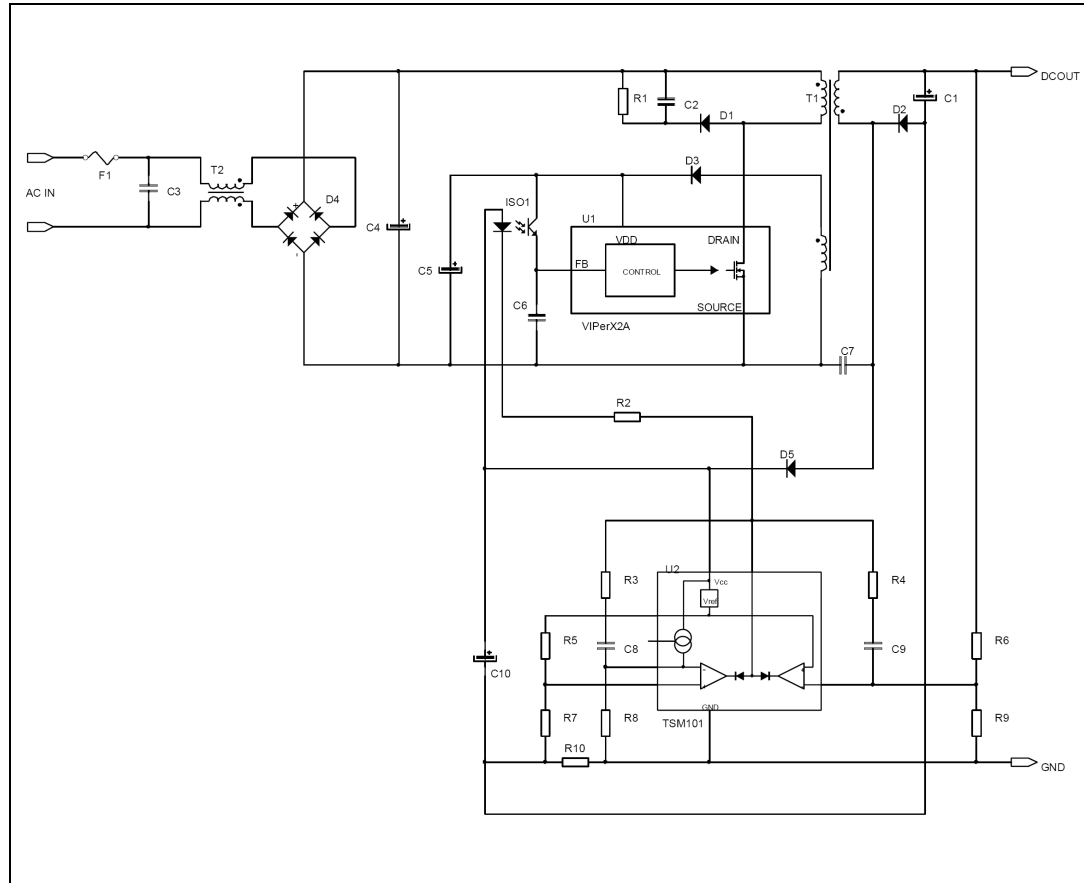 DCOUT
R1
C2
T1
C1
D1
D2
F1
T2
D3
AC IN
C3
+
D4
-
ISO1
C4
+
U1
VDD
DRAIN
C5
+
FB
CONTROL
C6
SOURCE
VIPerX2A
C7
R2
D5
U2
R3
Vcc
R4
Vref
R5
C8
R6
C9
+
C10
-
+
+
-
R7
R8
GND
R9
TSM101
R10
GND